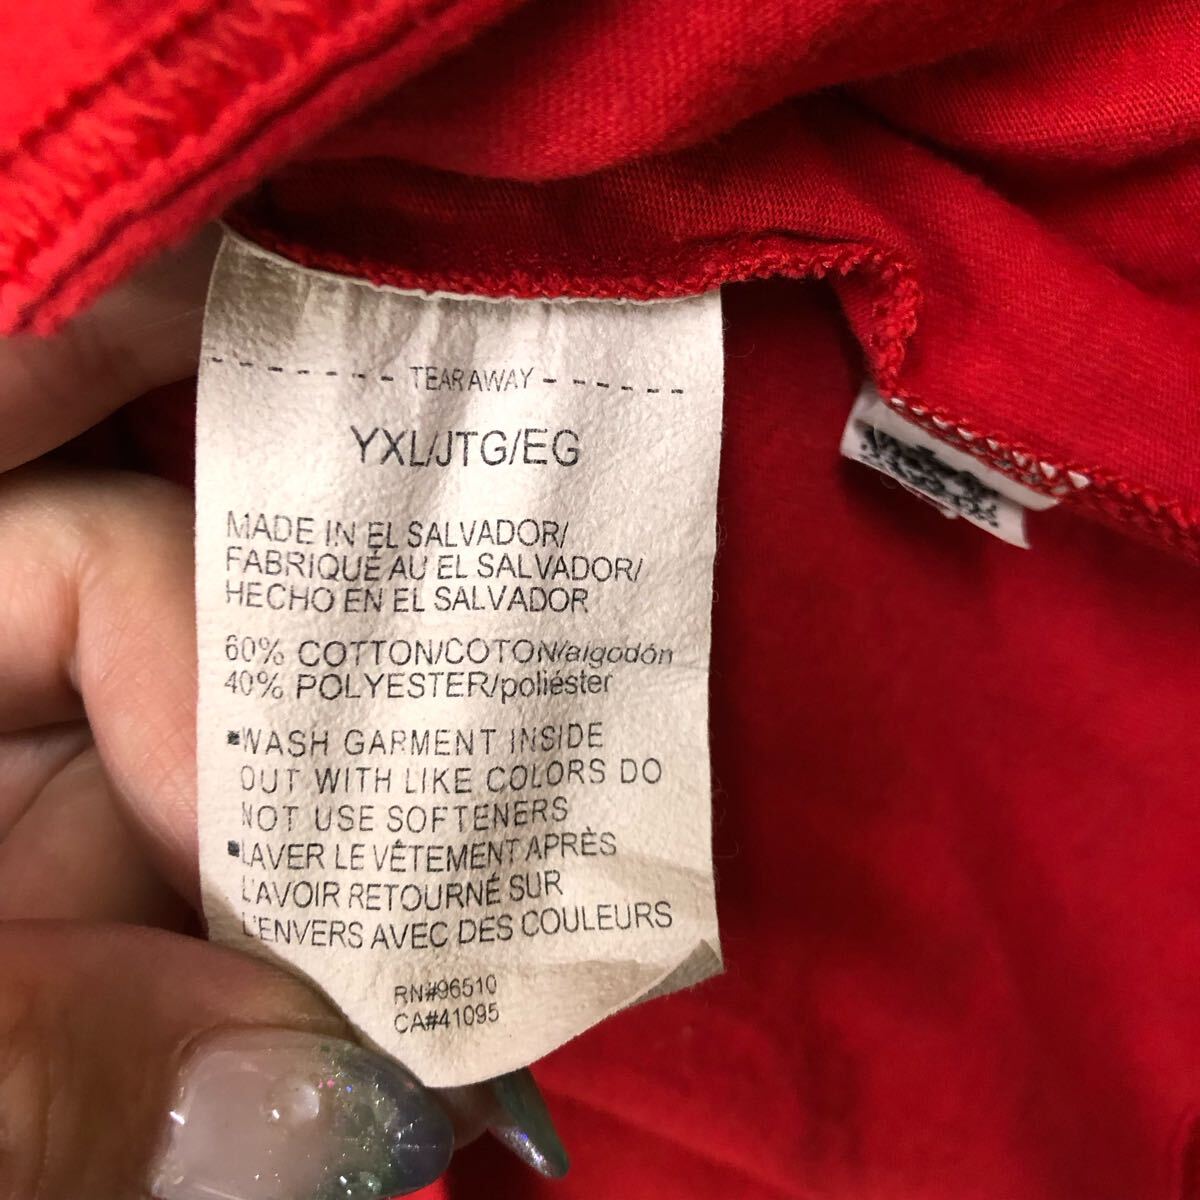 - - - - - - - TEARAWAY - - - - - - -
YXL/JTG/EG
MADE IN EL SALVADOR/
FABRIQUÉ AU EL SALVADOR/
HECHO EN EL SALVADOR
60% COTTON/COTON/algodón
40% POLYESTER/poliéster
▪WASH GARMENT INSIDE
OUT WITH LIKE COLORS DO
NOT USE SOFTENERS
▪LAVER LE VÊTEMENT APRÈS
L'AVOIR RETOURNÉ SUR
L'ENVERS AVEC DES COULEURS
RN#96510
CA#41095